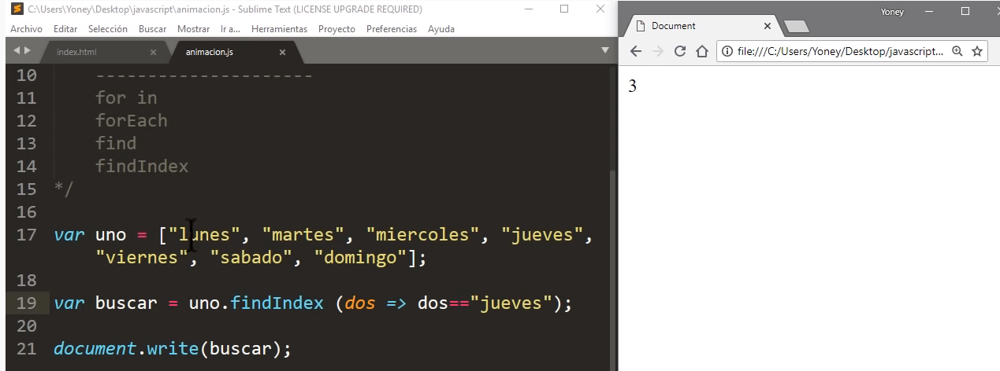 C:\Users\Yoney\Desktop\javascript\animacion.js - Sublime Text (LICENSE UPGRADE REQUIRED)
Archivo Editar Selección Buscar Mostrar Ir a... Herramientas Proyecto Preferencias Ayuda
index.html × animacion.js ×
10 ---------------------
11 for in
12 forEach
13 find
14 findIndex
15 */
16
17 var uno = ["lunes", "martes", "miercoles", "jueves",
"viernes", "sabado", "domingo"];
18
19 var buscar = uno.findIndex (dos => dos=="jueves");
20
21 document.write(buscar);
Yoney
Document ×
file:///C:/Users/Yoney/Desktop/javascript...
3